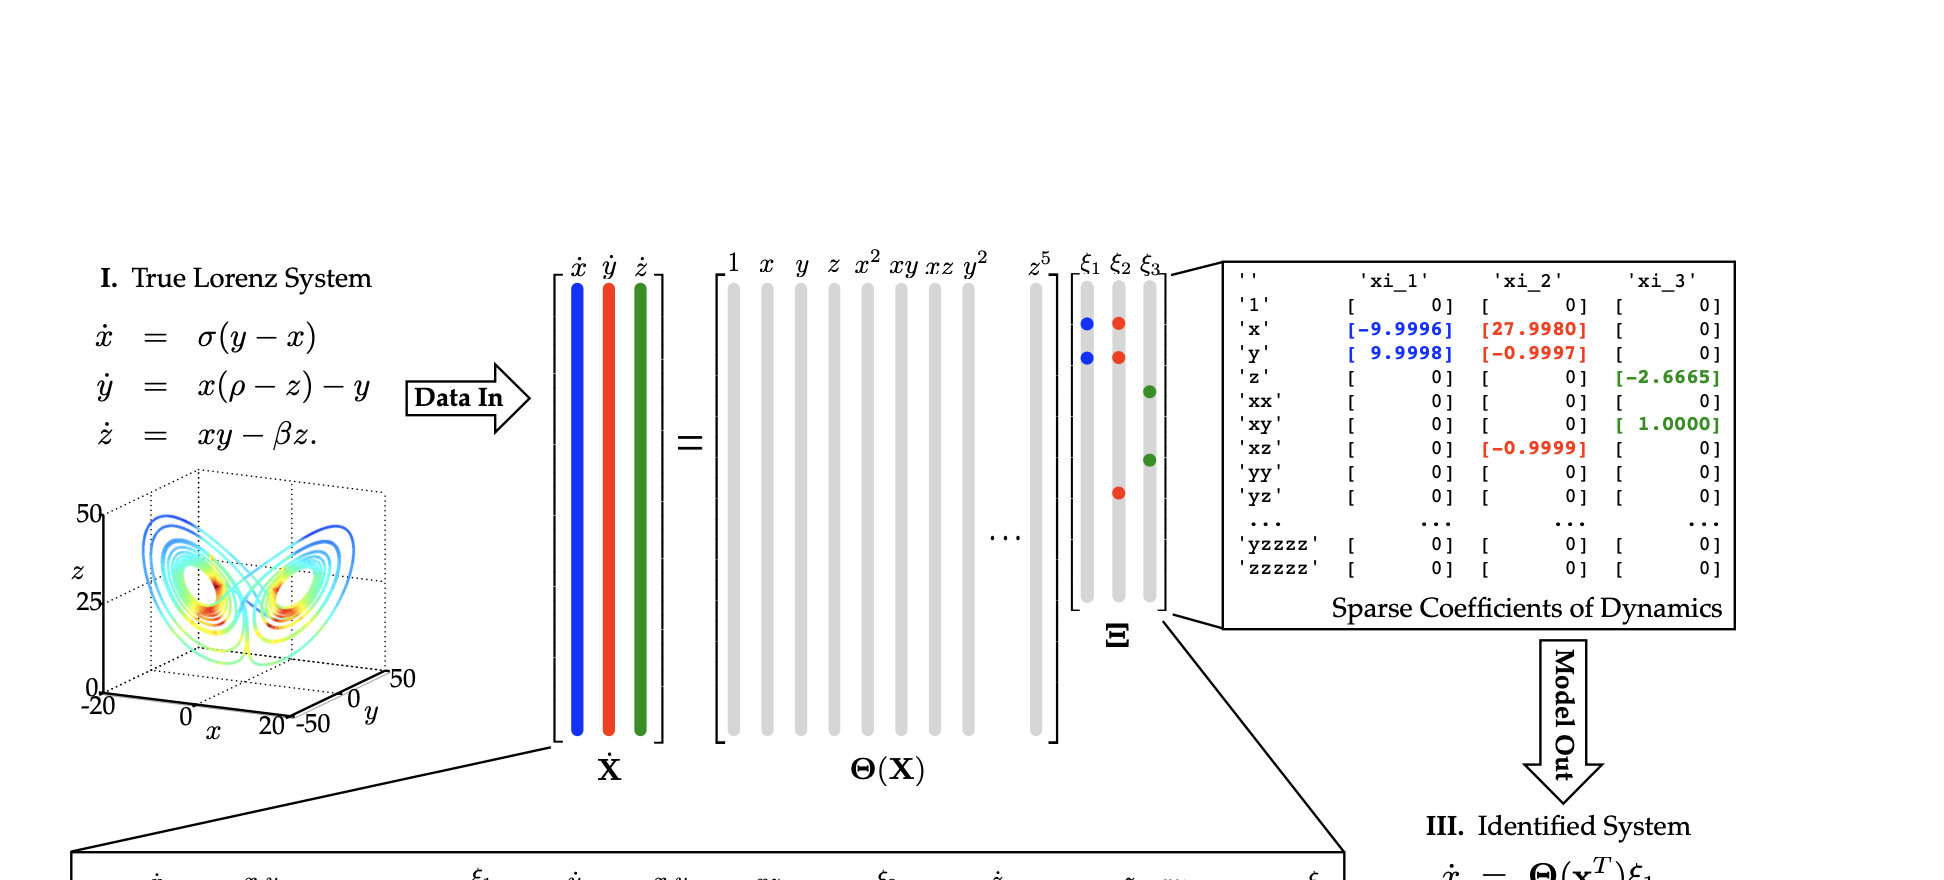 I. True Lorenz System
ẋ = σ(y − x)
ẏ = x(ρ − z) − y
ż = xy − βz.
Data In
50
25
0
z
-20
0
20
x
-50
0
50
y
ẋ ẏ ż
Ẋ
=
1 x y z x² xy xz y² z⁵
...
Θ(X)
ξ₁ ξ₂ ξ₃
Ξ
'' 'xi_1' 'xi_2' 'xi_3'
'1' [ 0] [ 0] [ 0]
'x' [-9.9996] [27.9980] [ 0]
'y' [ 9.9998] [-0.9997] [ 0]
'z' [ 0] [ 0] [-2.6665]
'xx' [ 0] [ 0] [ 0]
'xy' [ 0] [ 0] [ 1.0000]
'xz' [ 0] [-0.9999] [ 0]
'yy' [ 0] [ 0] [ 0]
'yz' [ 0] [ 0] [ 0]
... ... ... ...
'yzzzz' [ 0] [ 0] [ 0]
'zzzzz' [ 0] [ 0] [ 0]
Sparse Coefficients of Dynamics
Model Out
III. Identified System
ẋ = Θ(xᵀ)ξ₁